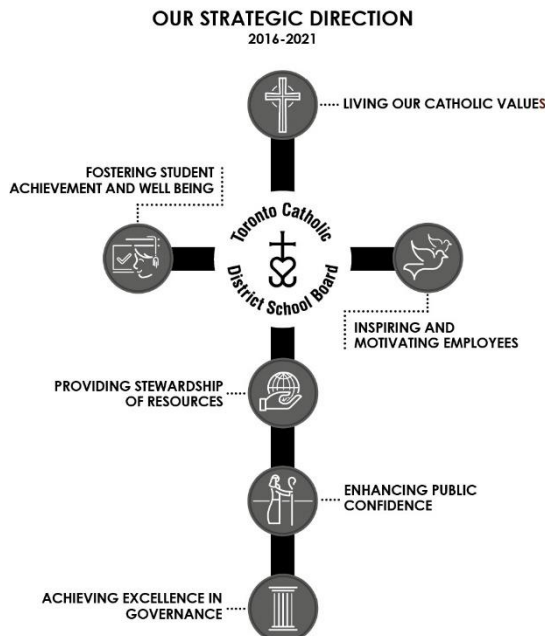 OUR STRATEGIC DIRECTION
2016-2021
LIVING OUR CATHOLIC VALUES
FOSTERING STUDENT
ACHIEVEMENT AND WELL BEING
Toronto Catholic
District School Board
INSPIRING AND
MOTIVATING EMPLOYEES
PROVIDING STEWARDSHIP
OF RESOURCES
ENHANCING PUBLIC
CONFIDENCE
ACHIEVING EXCELLENCE IN
GOVERNANCE